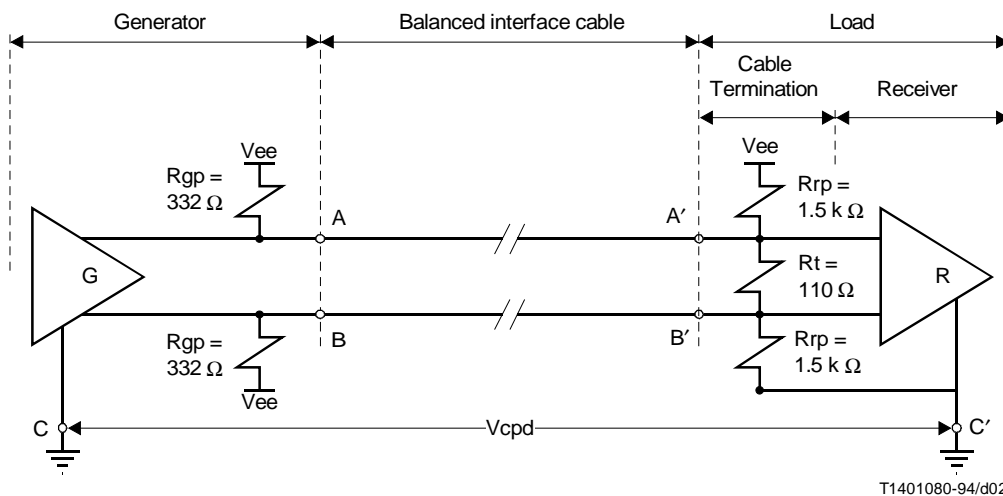 Generator
Balanced interface cable
Load
Cable
Termination
Receiver
Vee
Rgp =
332 Ω
A
A′
Vee
Rrp =
1.5 k Ω
G
Rt =
110 Ω
R
B
B′
Rgp =
332 Ω
Vee
Rrp =
1.5 k Ω
C
Vcpd
C′
T1401080-94/d02